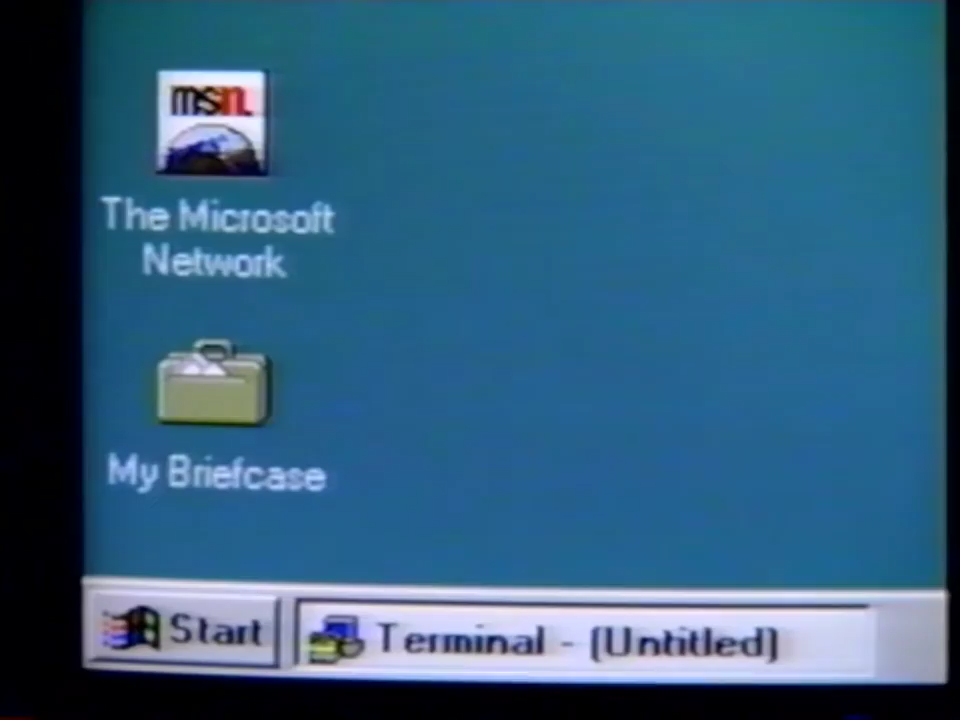 msn.
The Microsoft
Network
My Briefcase
Start
Terminal - (Untitled)